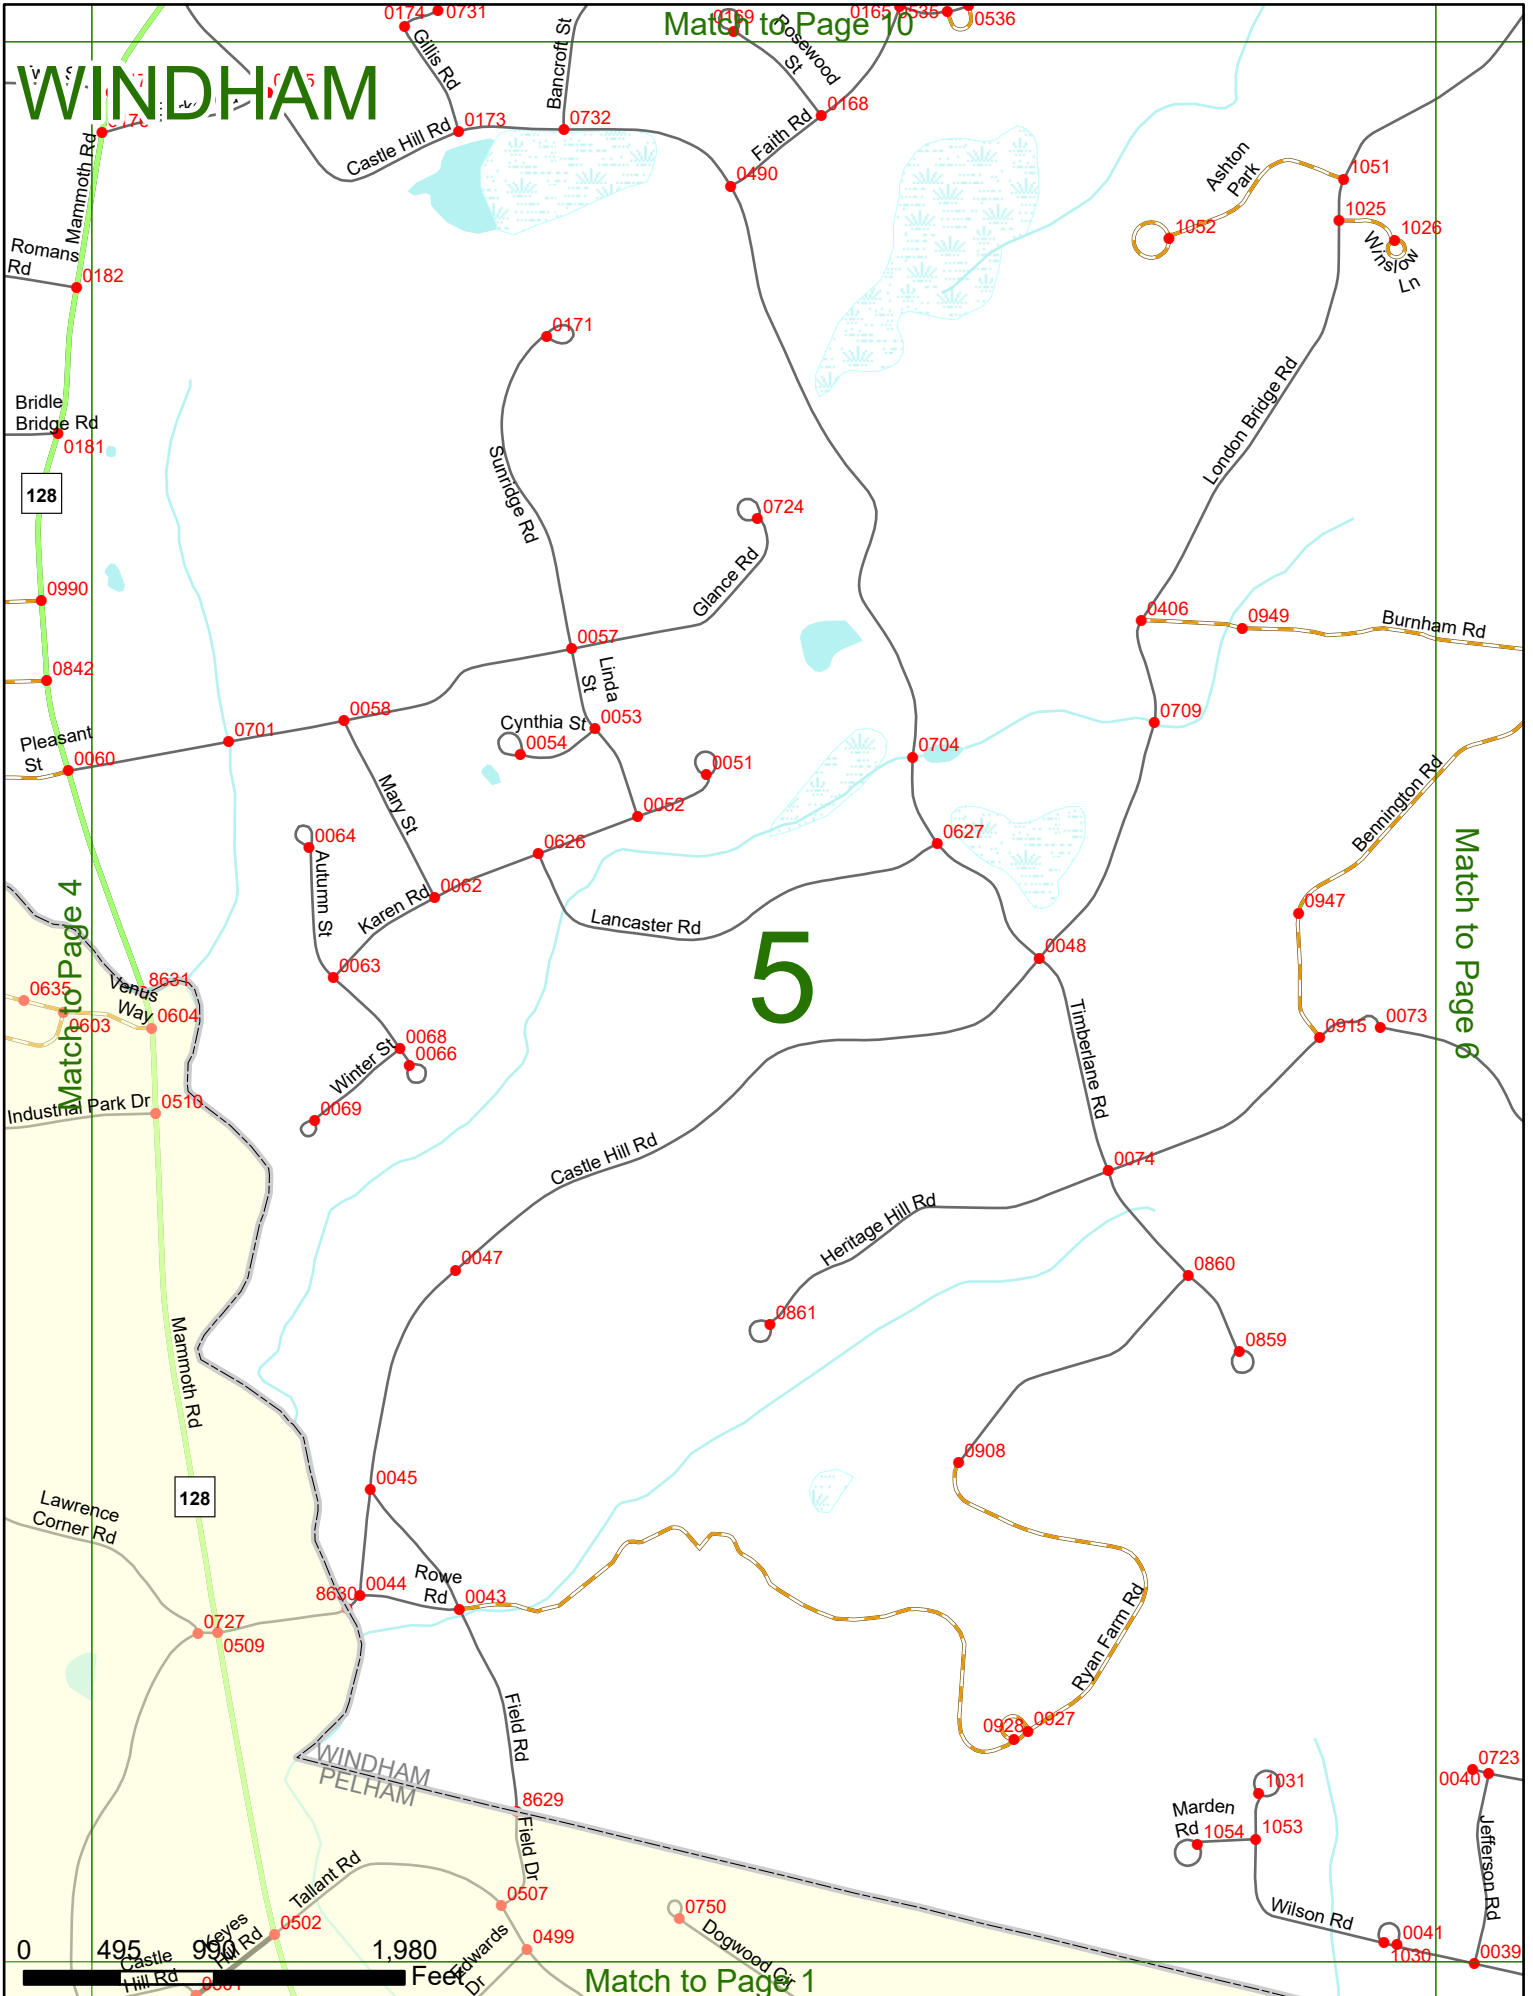 0174
0731
0169
Match to Page 10
0165
0535
0536
WINDHAM
Gillis Rd
Bancroft St
Rosewood
St
0173
0732
0168
Castle Hill Rd
Faith Rd
0490
Mammoth Rd
Ashton
Park
1051
1025
1026
1052
Winslow
Ln
Romans
Rd
0182
0171
Bridle
Bridge Rd
0181
128
Sunridge Rd
London Bridge Rd
0724
Glance Rd
0990
0406
0949
Burnham Rd
0057
Linda
St
0842
0058
0701
Cynthia St
0053
0054
0709
0704
Pleasant
St
0060
0051
Mary St
0052
Bennington Rd
0064
Autumn St
0626
0627
0062
Karen Rd
Lancaster Rd
Match to Page 4
Match to Page 6
5
0947
0048
0063
8631
Venus
Way
0635
0603
0604
0068
0066
Winter St
Timberlane Rd
0915
0073
0069
0510
Industrial Park Dr
Castle Hill Rd
0074
Heritage Hill Rd
0047
0860
0861
0859
Mammoth Rd
0908
0045
128
Lawrence
Corner Rd
Rowe
Rd
8630
0044
0043
0727
0509
Ryan Farm Rd
Field Rd
0928
0927
WINDHAM
PELHAM
0723
0040
1031
Marden
Rd
1054
1053
8629
Field Dr
Jefferson Rd
Tallant Rd
0507
0750
Wilson Rd
0502
Keyes
Hill Rd
0499
Edwards
Dr
Dogwood Cir
0041
1030
0039
0
495
990
1,980
Feet
Castle
Hill Rd
Match to Page 1